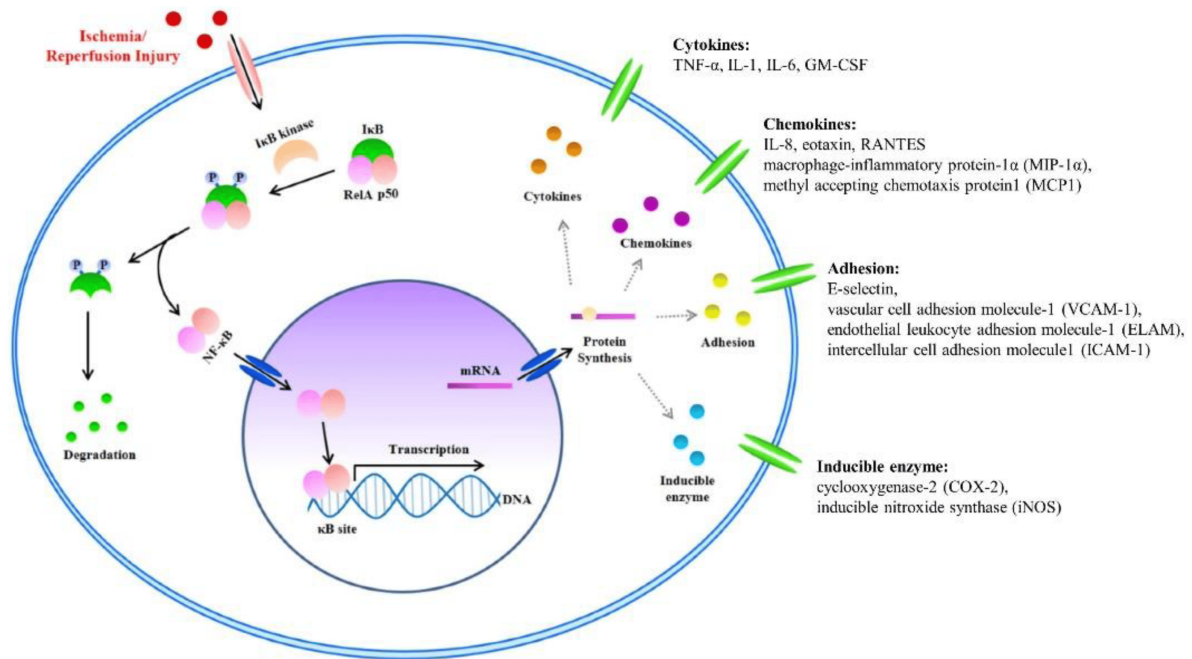 Ischemia/
Reperfusion Injury
IκB kinase
IκB
RelA p50
P
P
P
P
NF-κB
Degradation
mRNA
Transcription
DNA
κB site
Protein
Synthesis
Cytokines
Chemokines
Adhesion
Inducible
enzyme
Cytokines:
TNF-α, IL-1, IL-6, GM-CSF
Chemokines:
IL-8, eotaxin, RANTES
macrophage-inflammatory protein-1α (MIP-1α),
methyl accepting chemotaxis protein1 (MCP1)
Adhesion:
E-selectin,
vascular cell adhesion molecule-1 (VCAM-1),
endothelial leukocyte adhesion molecule-1 (ELAM),
intercellular cell adhesion molecule1 (ICAM-1)
Inducible enzyme:
cyclooxygenase-2 (COX-2),
inducible nitroxide synthase (iNOS)